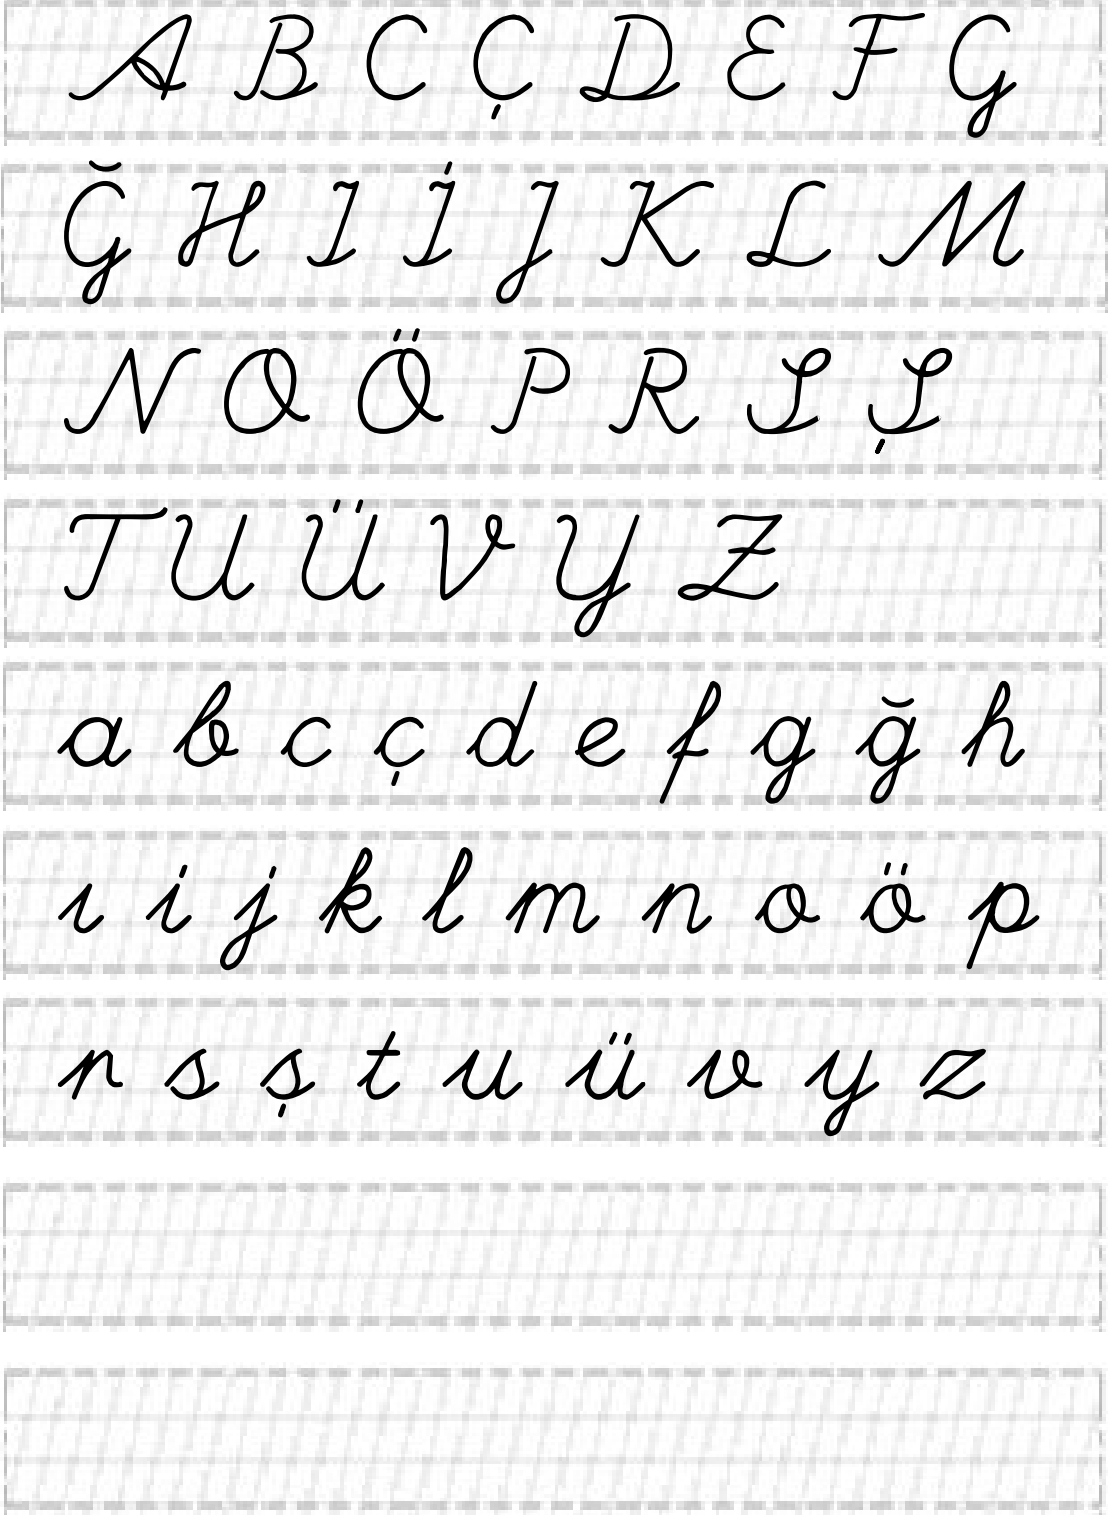 A B C Ç D E F G
Ğ H I İ J K L M
N O Ö P R S Ş
T U Ü V Y Z
a b c ç d e f g ğ h
ı i j k l m n o ö p
r s ş t u ü v y z